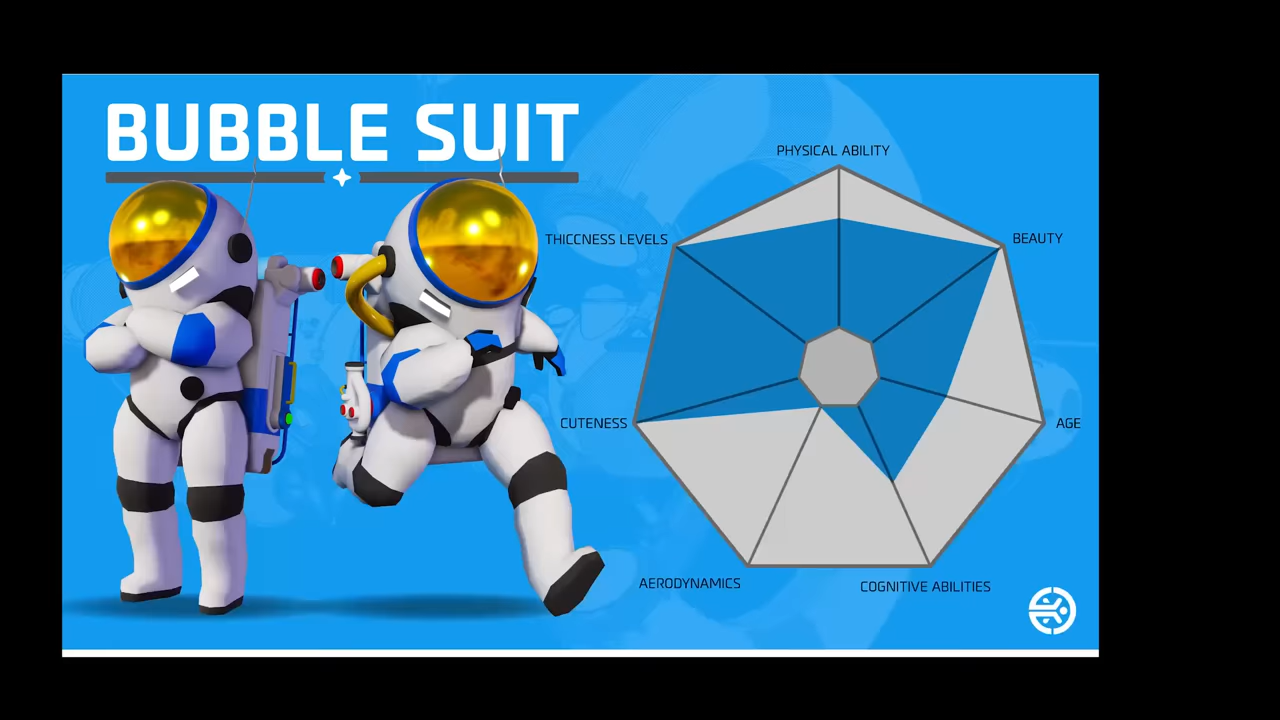 BUBBLE SUIT
PHYSICAL ABILITY
THICCNESS LEVELS
BEAUTY
CUTENESS
AGE
AERODYNAMICS
COGNITIVE ABILITIES